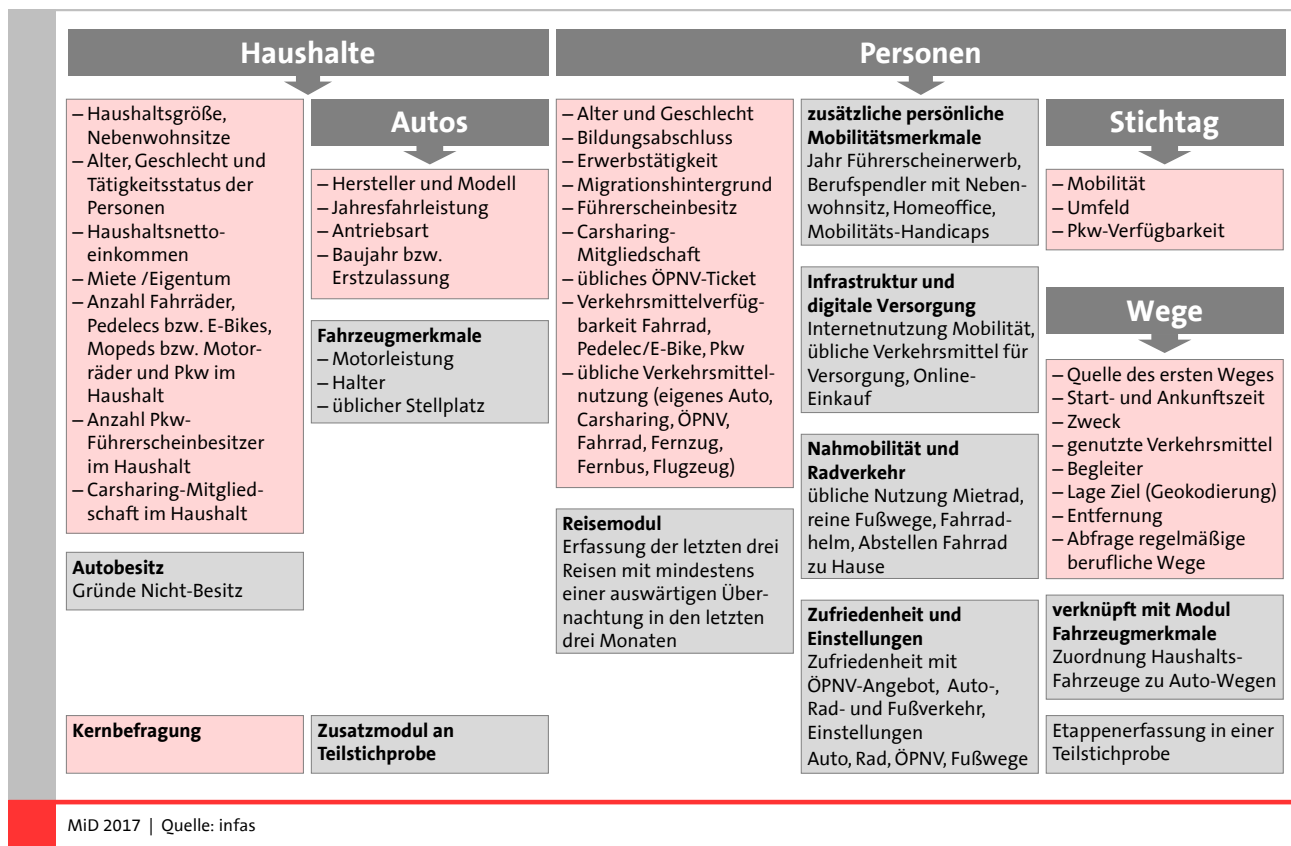 Haushalte
– Haushaltsgröße,
Nebenwohnsitze
– Alter, Geschlecht und
Tätigkeitsstatus der
Personen
– Haushaltsnetto-
einkommen
– Miete /Eigentum
– Anzahl Fahrräder,
Pedelecs bzw. E-Bikes,
Mopeds bzw. Motor-
räder und Pkw im
Haushalt
– Anzahl Pkw-
Führerscheinbesitzer
im Haushalt
– Carsharing-Mitglied-
schaft im Haushalt
Autobesitz
Gründe Nicht-Besitz
Kernbefragung
Autos
– Hersteller und Modell
– Jahresfahrleistung
– Antriebsart
– Baujahr bzw.
Erstzulassung
Fahrzeugmerkmale
– Motorleistung
– Halter
– üblicher Stellplatz
Zusatzmodul an
Teilstichprobe
Personen
– Alter und Geschlecht
– Bildungsabschluss
– Erwerbstätigkeit
– Migrationshintergrund
– Führerscheinbesitz
– Carsharing-
Mitgliedschaft
– übliches ÖPNV-Ticket
– Verkehrsmittelverfüg-
barkeit Fahrrad,
Pedelec/E-Bike, Pkw
– übliche Verkehrsmittel-
nutzung (eigenes Auto,
Carsharing, ÖPNV,
Fahrrad, Fernzug,
Fernbus, Flugzeug)
Reisemodul
Erfassung der letzten drei
Reisen mit mindestens
einer auswärtigen Über-
nachtung in den letzten
drei Monaten
zusätzliche persönliche
Mobilitätsmerkmale
Jahr Führerscheinerwerb,
Berufspendler mit Neben-
wohnsitz, Homeoffice,
Mobilitäts-Handicaps
Infrastruktur und
digitale Versorgung
Internetnutzung Mobilität,
übliche Verkehrsmittel für
Versorgung, Online-
Einkauf
Nahmobilität und
Radverkehr
übliche Nutzung Mietrad,
reine Fußwege, Fahrrad-
helm, Abstellen Fahrrad
zu Hause
Zufriedenheit und
Einstellungen
Zufriedenheit mit
ÖPNV-Angebot, Auto-,
Rad- und Fußverkehr,
Einstellungen
Auto, Rad, ÖPNV, Fußwege
Stichtag
– Mobilität
– Umfeld
– Pkw-Verfügbarkeit
Wege
– Quelle des ersten Weges
– Start- und Ankunftszeit
– Zweck
– genutzte Verkehrsmittel
– Begleiter
– Lage Ziel (Geokodierung)
– Entfernung
– Abfrage regelmäßige
berufliche Wege
verknüpft mit Modul
Fahrzeugmerkmale
Zuordnung Haushalts-
Fahrzeuge zu Auto-Wegen
Etappenerfassung in einer
Teilstichprobe
MiD 2017 | Quelle: infas